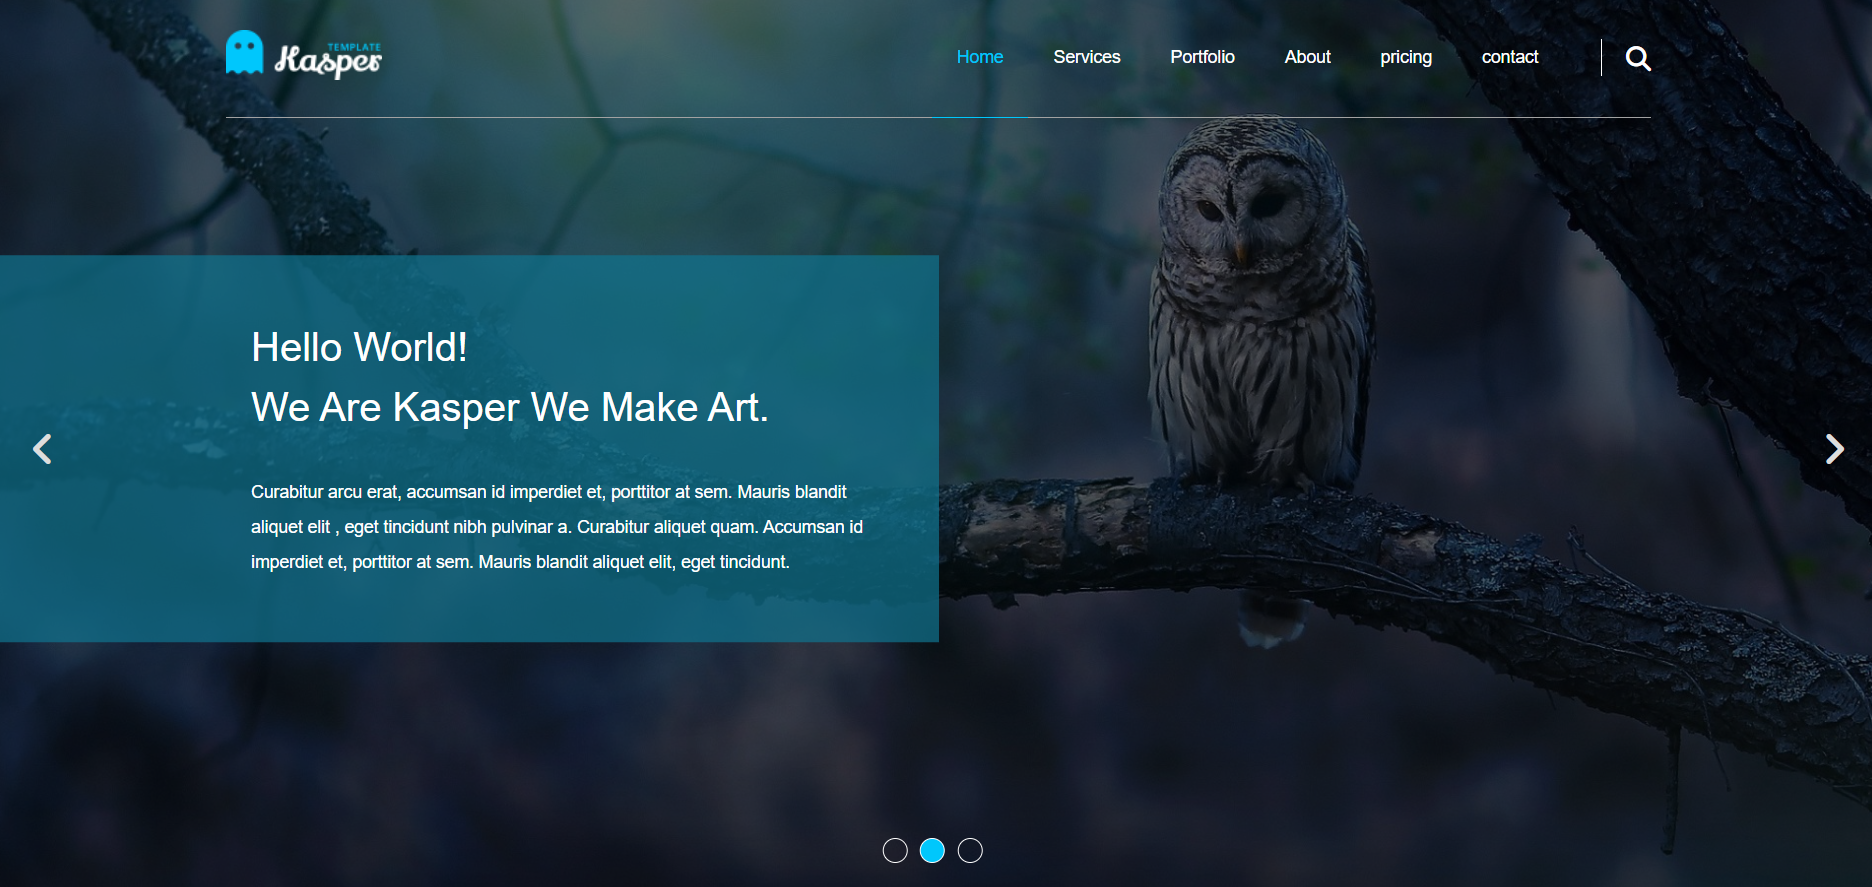 TEMPLATE
Kasper
Home Services Portfolio About pricing contact
Hello World!
We Are Kasper We Make Art.
Curabitur arcu erat, accumsan id imperdiet et, porttitor at sem. Mauris blandit
aliquet elit , eget tincidunt nibh pulvinar a. Curabitur aliquet quam. Accumsan id
imperdiet et, porttitor at sem. Mauris blandit aliquet elit, eget tincidunt.